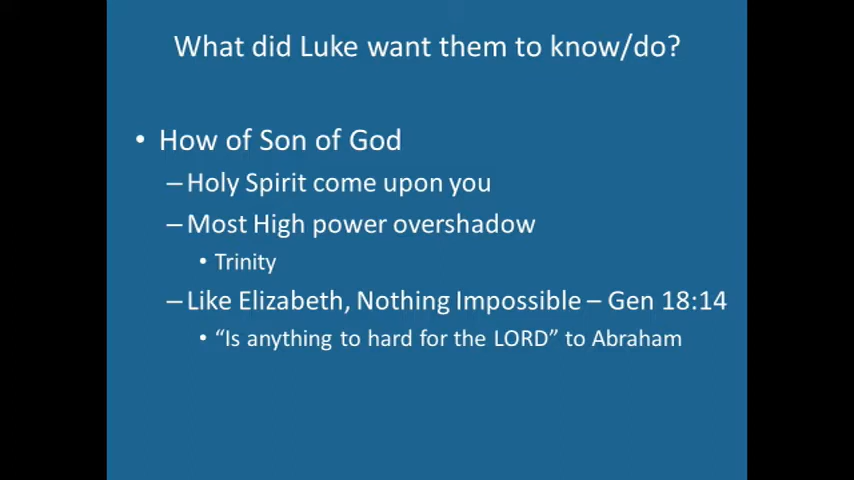 What did Luke want them to know/do?
• How of Son of God
–Holy Spirit come upon you
–Most High power overshadow
• Trinity
–Like Elizabeth, Nothing Impossible – Gen 18:14
• “Is anything to hard for the LORD” to Abraham